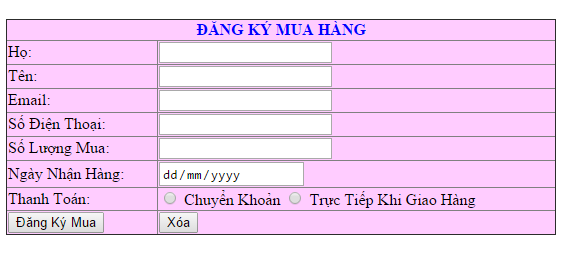 ĐĂNG KÝ MUA HÀNG
Họ:
Tên:
Email:
Số Điện Thoại:
Số Lượng Mua:
Ngày Nhận Hàng: dd/mm/yyyy
Thanh Toán: Chuyển Khoản Trực Tiếp Khi Giao Hàng
Đăng Ký Mua Xóa